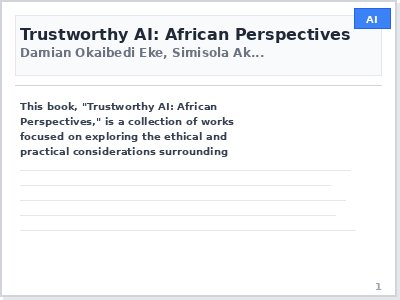 AI
Trustworthy AI: African Perspectives
Damian Okaibedi Eke, Simisola Ak...
This book, "Trustworthy AI: African
Perspectives," is a collection of works
focused on exploring the ethical and
practical considerations surrounding
1